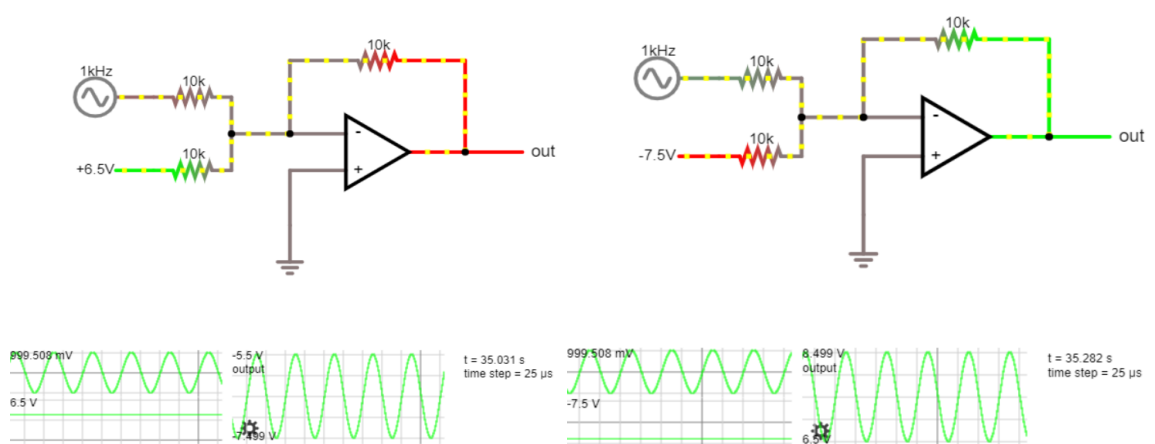 1kHz
10k
10k
10k
+6.5V
-
+
out
1kHz
10k
10k
10k
-7.5V
-
+
out
999.508 mV
6.5 V
-5.5 V
output
-7.499 V
t = 35.031 s
time step = 25 µs
999.508 mV
-7.5 V
8.499 V
output
t = 35.282 s
time step = 25 µs